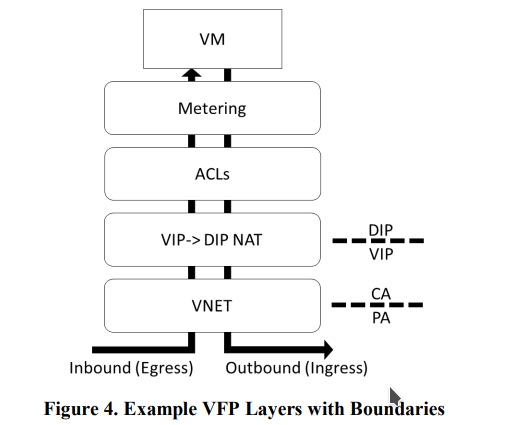 VM
Metering
ACLs
VIP-> DIP NAT
DIP
VIP
VNET
CA
PA
Inbound (Egress)
Outbound (Ingress)
Figure 4. Example VFP Layers with Boundaries